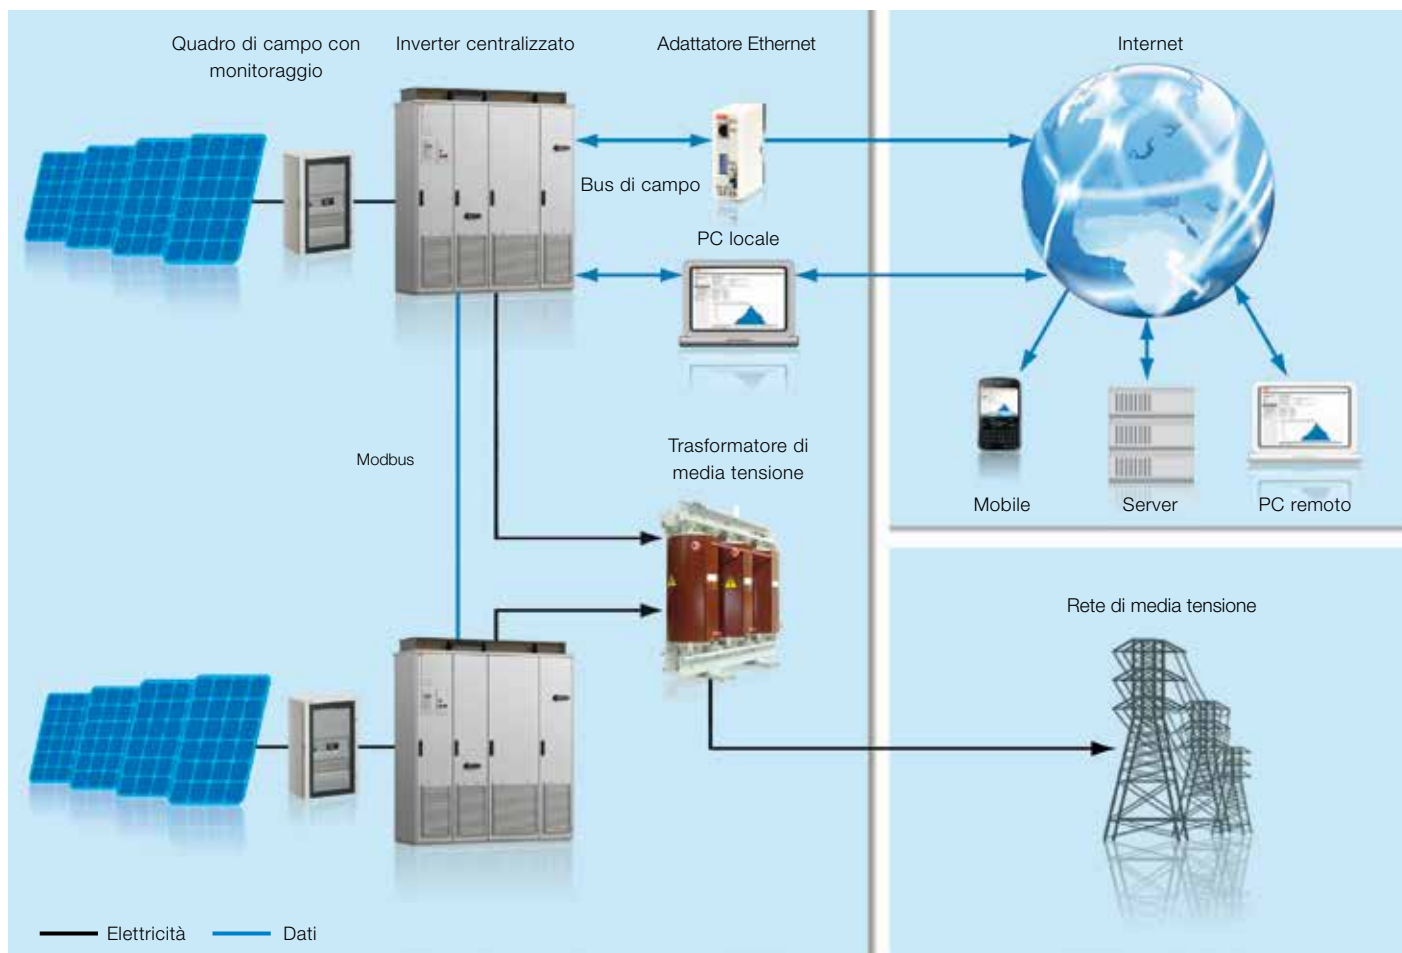 Quadro di campo con
monitoraggio
Inverter centralizzato
Adattatore Ethernet
Internet
Bus di campo
PC locale
Modbus
Trasformatore di
media tensione
Mobile
Server
PC remoto
Rete di media tensione
Elettricità
Dati